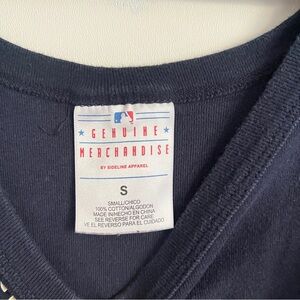 GENUINE
MERCHANDISE
BY SIDELINE APPAREL
S
SMALL/CHICO
100% COTTON/ALGODON
MADE IN/HECHO EN CHINA
SEE REVERSE FOR CARE
VE EL REVERSO PARA EL CUIDADO